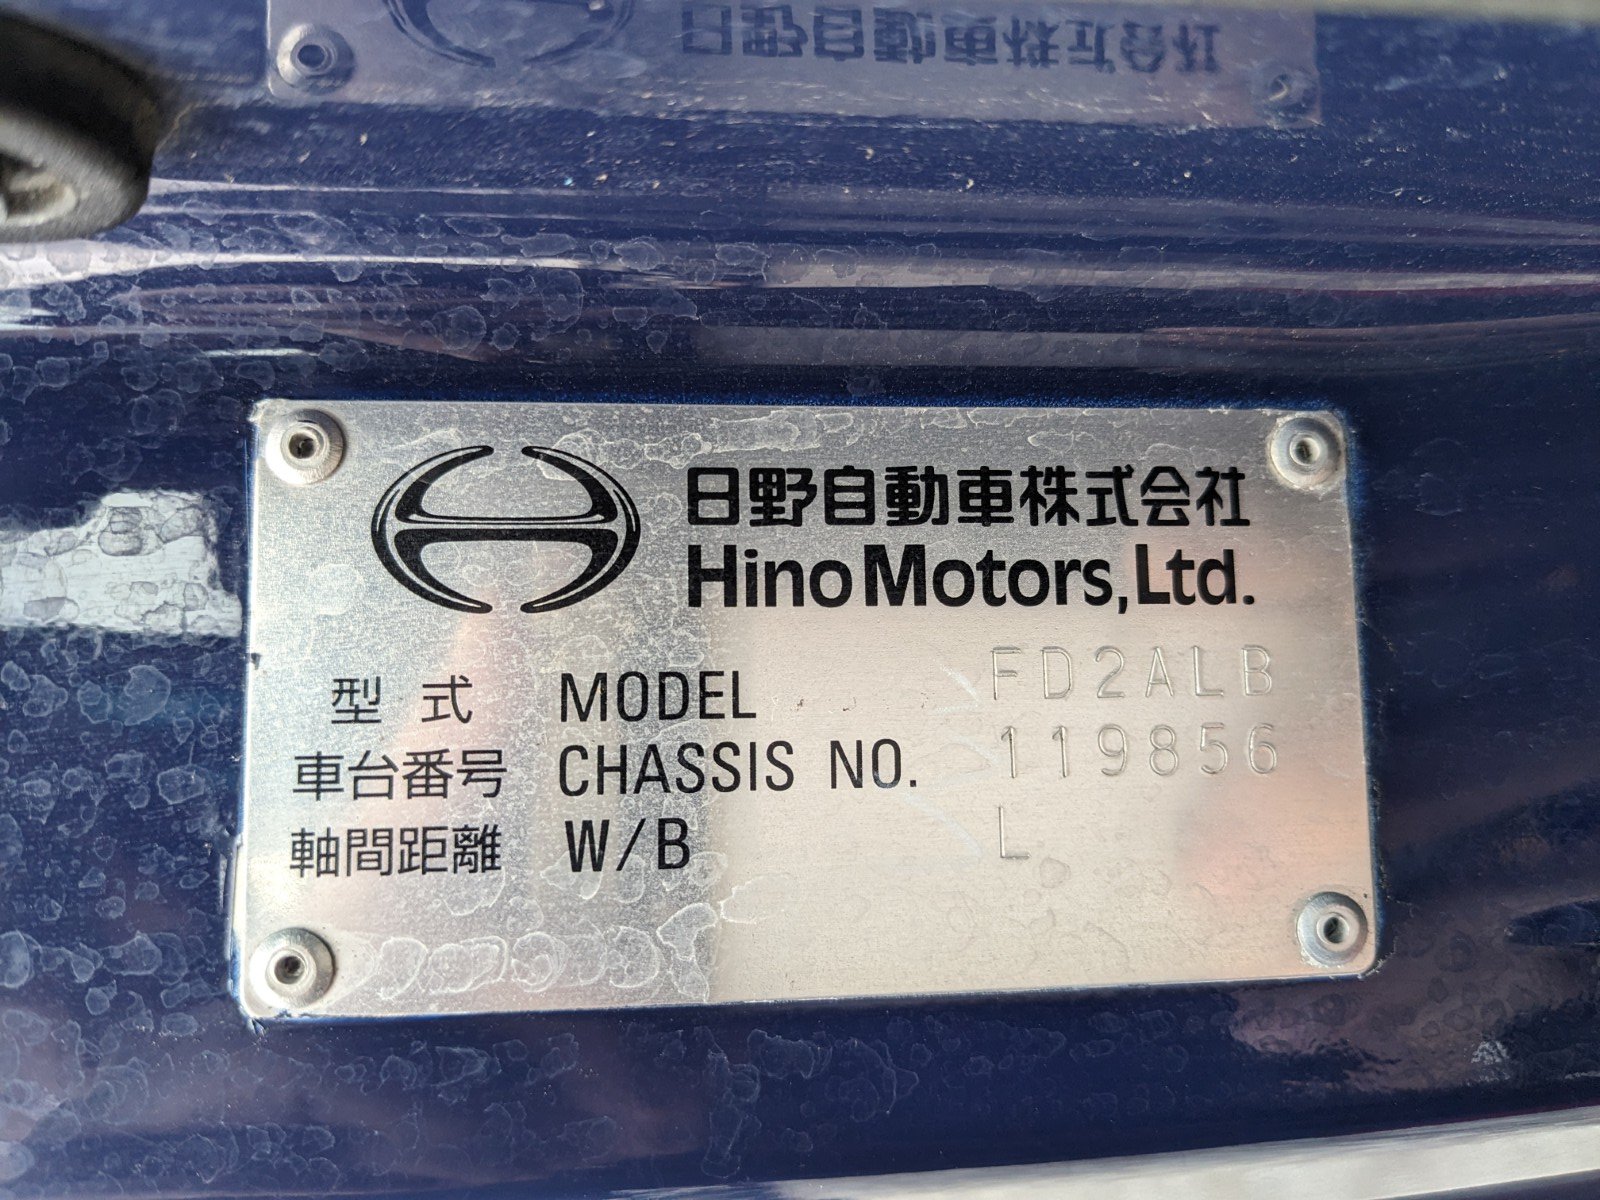 日野自動車株式会社
Hino Motors, Ltd.
型式 MODEL FD2ALB
車台番号 CHASSIS NO. 119856
軸間距離 W/B L